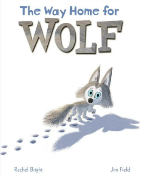 The Way Home for
WOLF
Rachel Bright
Jim Field